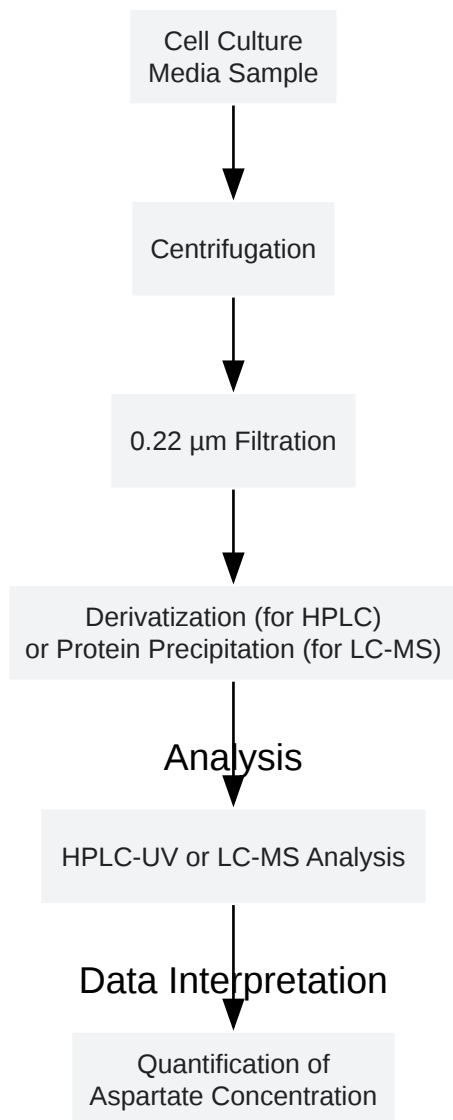 Cell Culture
Media Sample
Centrifugation
0.22 µm Filtration
Derivatization (for HPLC)
or Protein Precipitation (for LC-MS)
Analysis
HPLC-UV or LC-MS Analysis
Data Interpretation
Quantification of
Aspartate Concentration